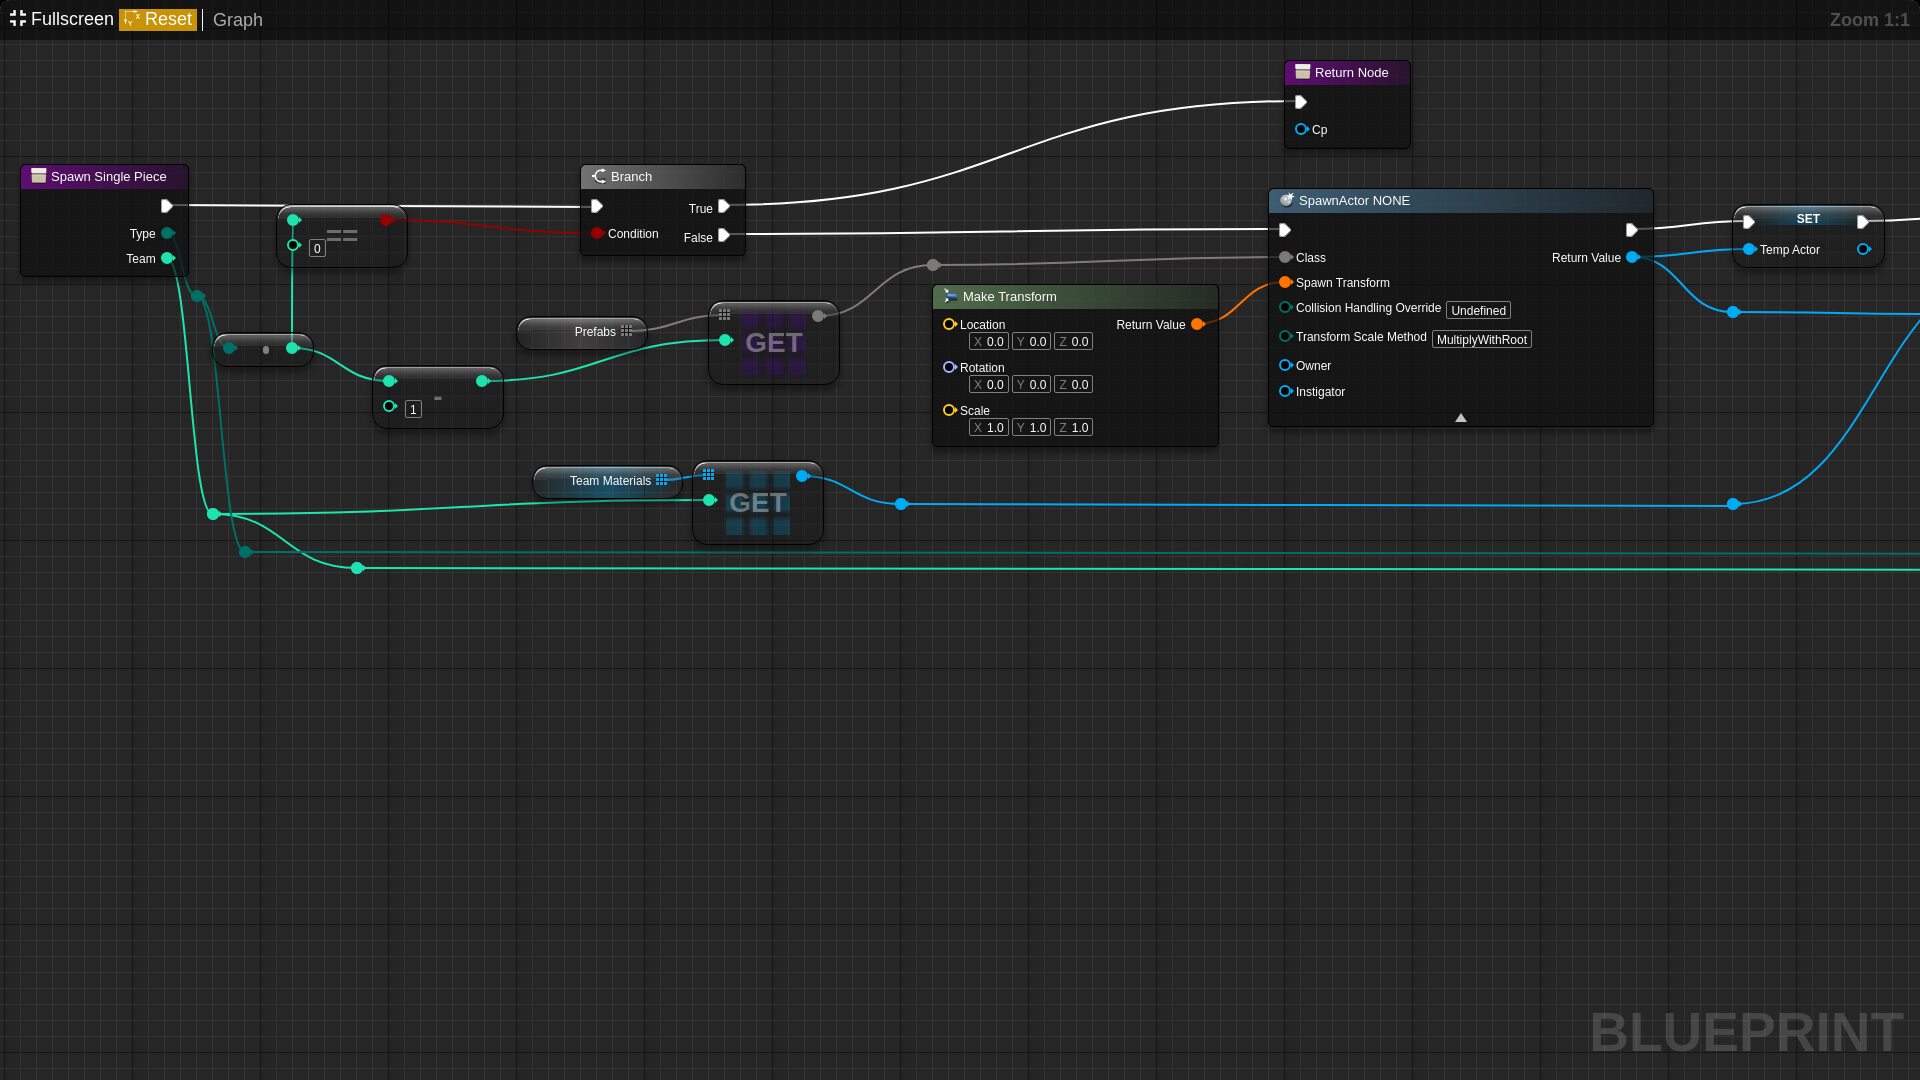 Fullscreen Reset Graph
Zoom 1:1
Return Node
Cp
Spawn Single Piece
Type
Team
==
0
Branch
True
Condition
False
SpawnActor NONE
Class
Return Value
Spawn Transform
Collision Handling Override Undefined
Transform Scale Method MultiplyWithRoot
Owner
Instigator
SET
Temp Actor
Make Transform
Location
Return Value
X 0.0 Y 0.0 Z 0.0
Rotation
X 0.0 Y 0.0 Z 0.0
Scale
X 1.0 Y 1.0 Z 1.0
Prefabs
GET
-
1
Team Materials
GET
BLUEPRINT